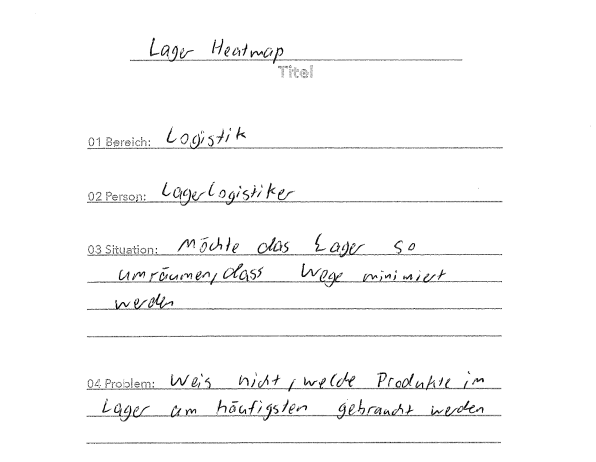 Lager Heatmap
Titel
01 Bereich: Logistik
02 Person: Lagerlogistiker
03 Situation: Möchte das Lager so
umräumen, dass Wege minimiert
werden
04 Problem: Weis nicht, welche Produkte im
Lager am häufigsten gebraucht werden